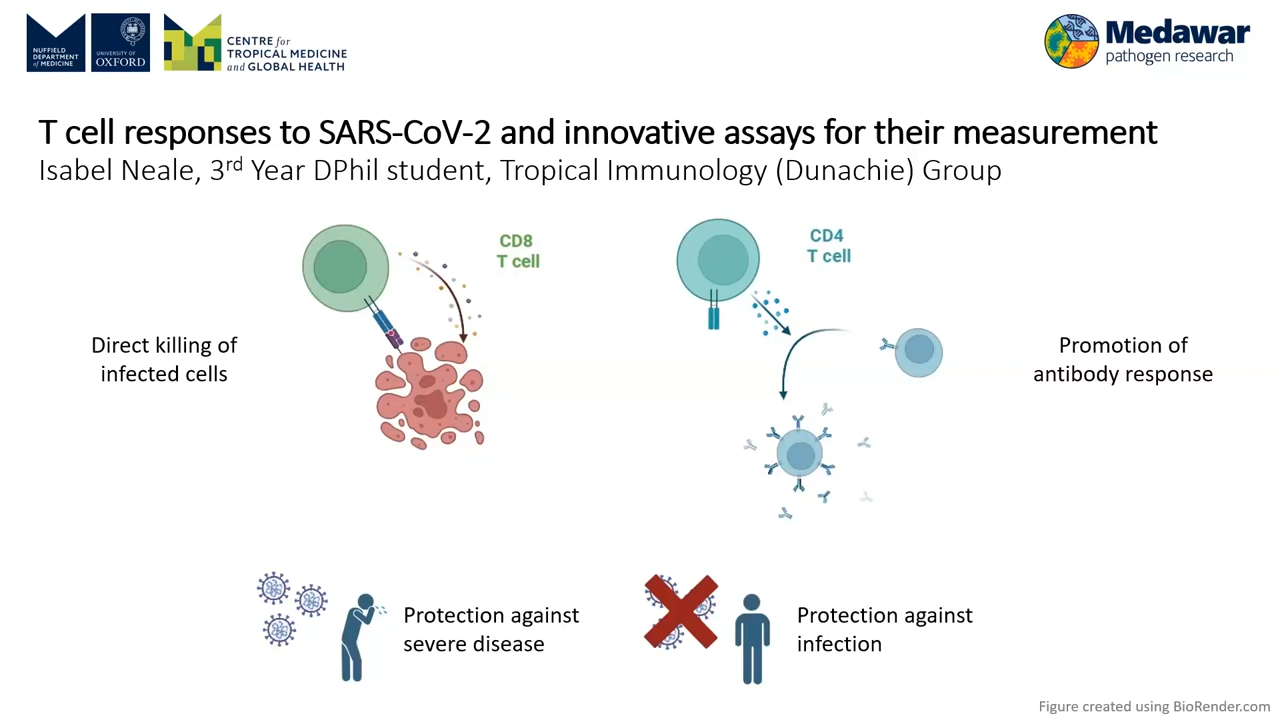 NUFFIELD
DEPARTMENT
of MEDICINE
UNIVERSITY OF
OXFORD
CENTRE for
TROPICAL MEDICINE
and GLOBAL HEALTH
Medawar
pathogen research
T cell responses to SARS-CoV-2 and innovative assays for their measurement
Isabel Neale, 3rd Year DPhil student, Tropical Immunology (Dunachie) Group
CD8
T cell
CD4
T cell
Direct killing of
infected cells
Promotion of
antibody response
Protection against
severe disease
Protection against
infection
Figure created using BioRender.com